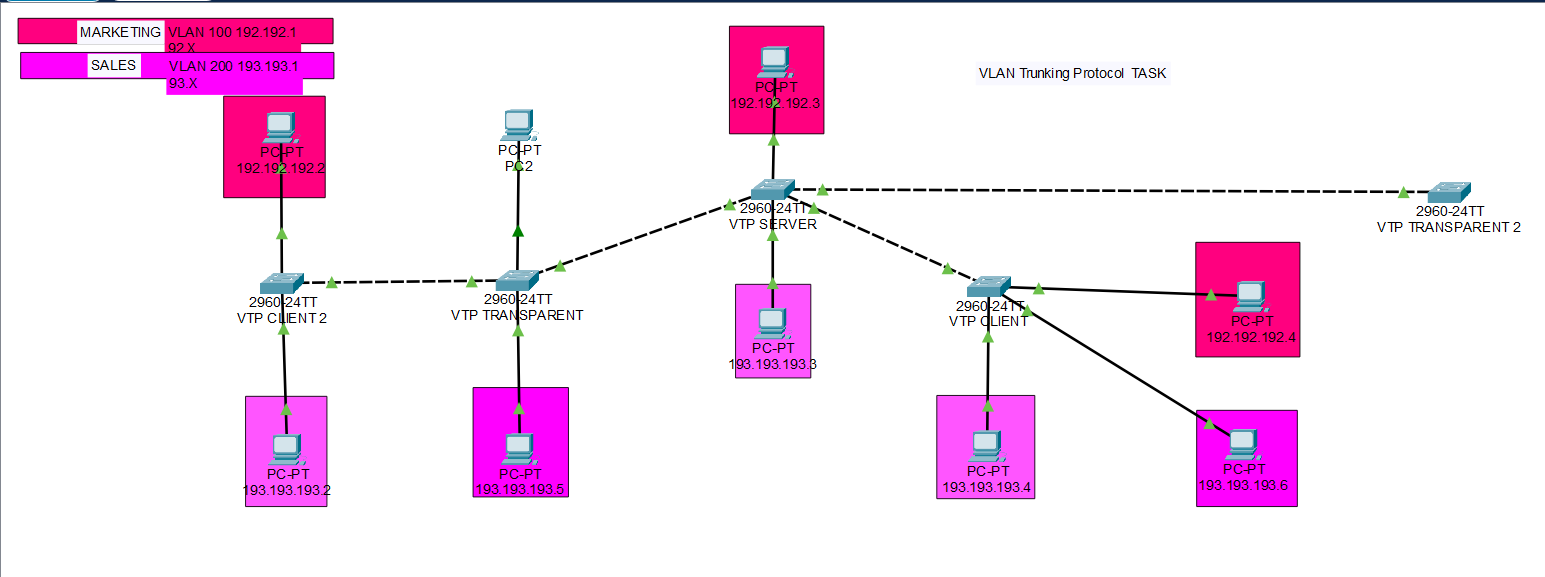 MARKETING VLAN 100 192.192.1
92.X
SALES VLAN 200 193.193.1
93.X
VLAN Trunking Protocol TASK
PC-PT
192.192.192.2
PC-PT
PC2
PC-PT
192.192.192.3
2960-24TT
VTP SERVER
2960-24TT
VTP TRANSPARENT 2
2960-24TT
VTP CLIENT 2
2960-24TT
VTP TRANSPARENT
2960-24TT
VTP CLIENT
PC-PT
192.192.192.4
PC-PT
193.193.193.3
PC-PT
193.193.193.2
PC-PT
193.193.193.5
PC-PT
193.193.193.4
PC-PT
193.193.193.6